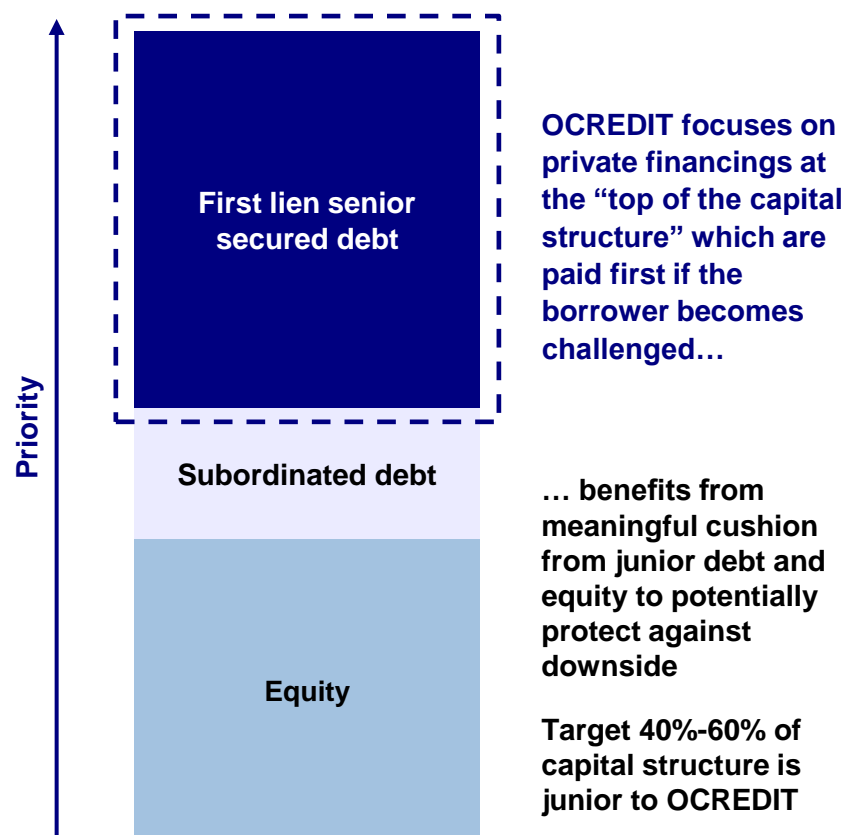 Priority
First lien senior
secured debt
Subordinated debt
Equity
OCREDIT focuses on
private financings at
the “top of the capital
structure” which are
paid first if the
borrower becomes
challenged…
… benefits from
meaningful cushion
from junior debt and
equity to potentially
protect against
downside
Target 40%-60% of
capital structure is
junior to OCREDIT